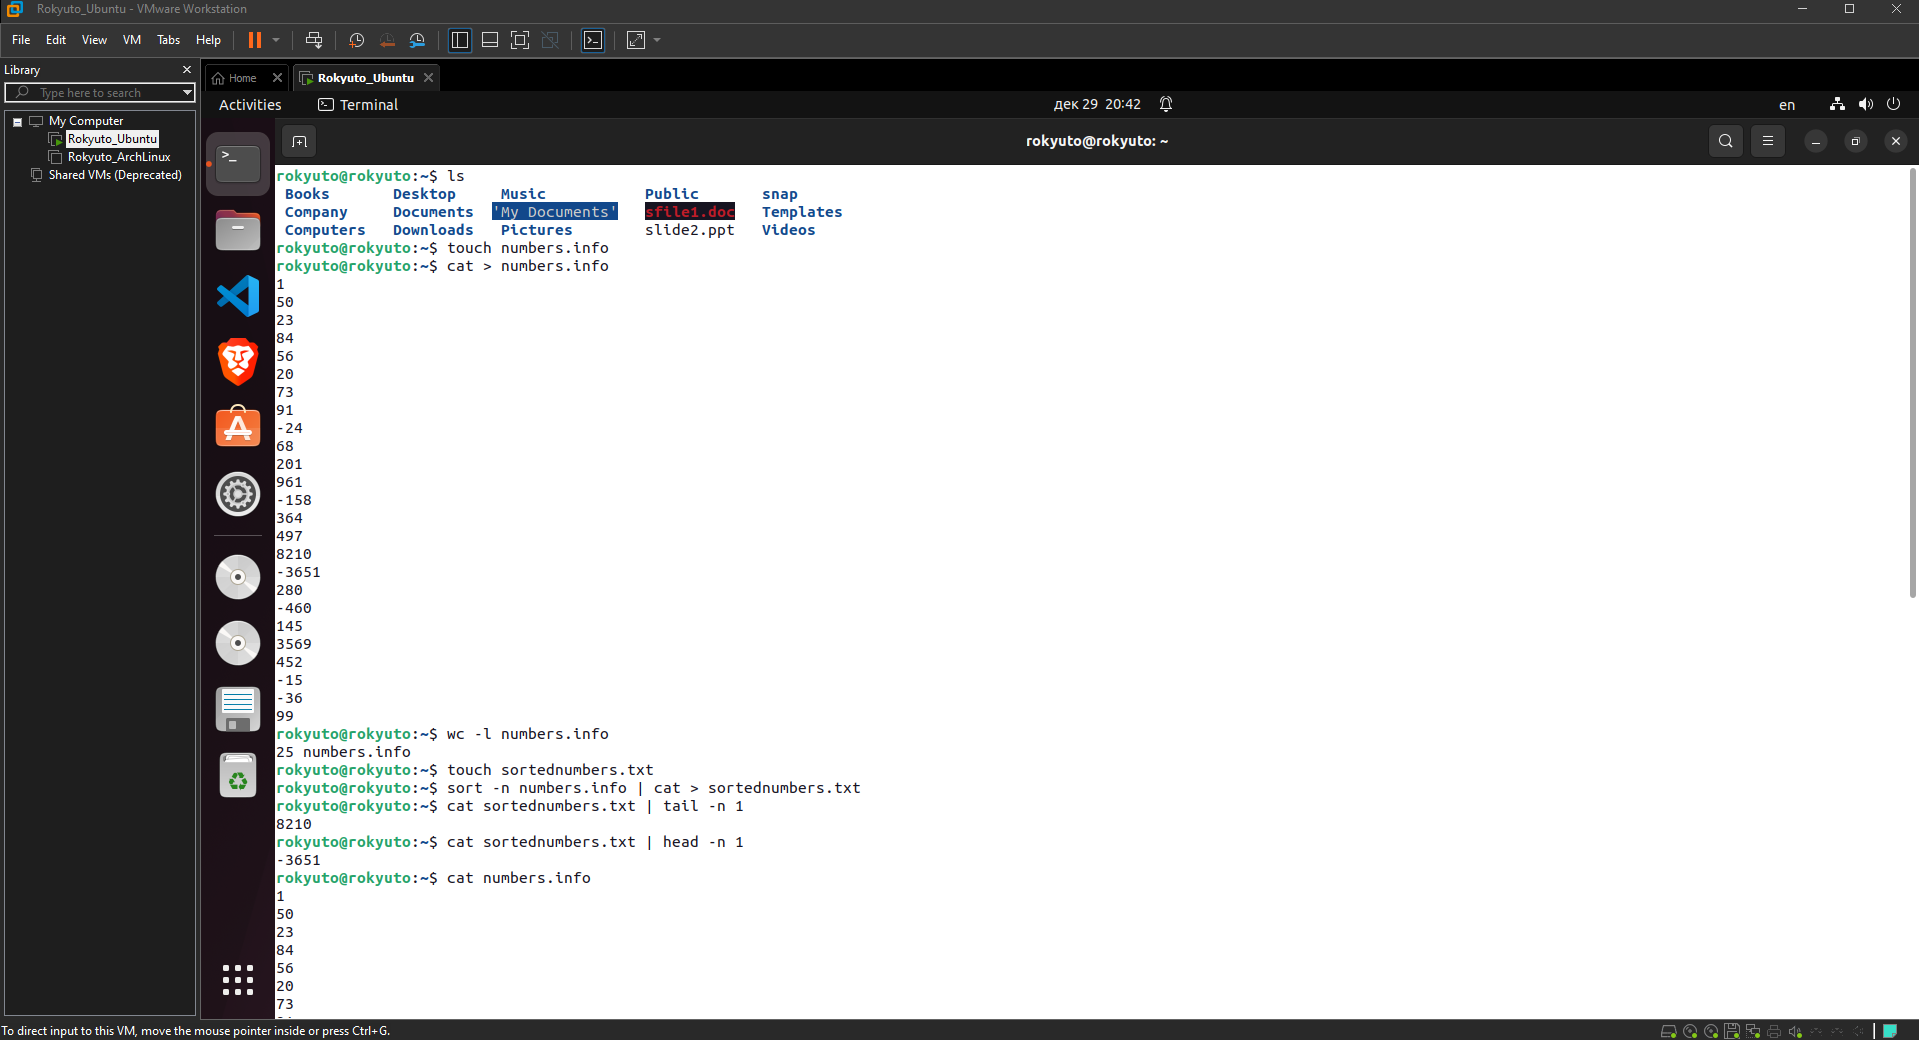 Rokyuto_Ubuntu - VMware Workstation
File Edit View VM Tabs Help
Library
Type here to search
My Computer
Rokyuto_Ubuntu
Rokyuto_ArchLinux
Shared VMs (Deprecated)
Home Rokyuto_Ubuntu
Activities Terminal дек 29 20:42 en
rokyuto@rokyuto: ~
rokyuto@rokyuto:~$ ls
Books Desktop Music Public snap
Company Documents 'My Documents' sfile1.doc Templates
Computers Downloads Pictures slide2.ppt Videos
rokyuto@rokyuto:~$ touch numbers.info
rokyuto@rokyuto:~$ cat > numbers.info
1
50
23
84
56
20
73
91
-24
68
201
961
-158
364
497
8210
-3651
280
-460
145
3569
452
-15
-36
99
rokyuto@rokyuto:~$ wc -l numbers.info
25 numbers.info
rokyuto@rokyuto:~$ touch sortednumbers.txt
rokyuto@rokyuto:~$ sort -n numbers.info | cat > sortednumbers.txt
rokyuto@rokyuto:~$ cat sortednumbers.txt | tail -n 1
8210
rokyuto@rokyuto:~$ cat sortednumbers.txt | head -n 1
-3651
rokyuto@rokyuto:~$ cat numbers.info
1
50
23
84
56
20
73
To direct input to this VM, move the mouse pointer inside or press Ctrl+G.